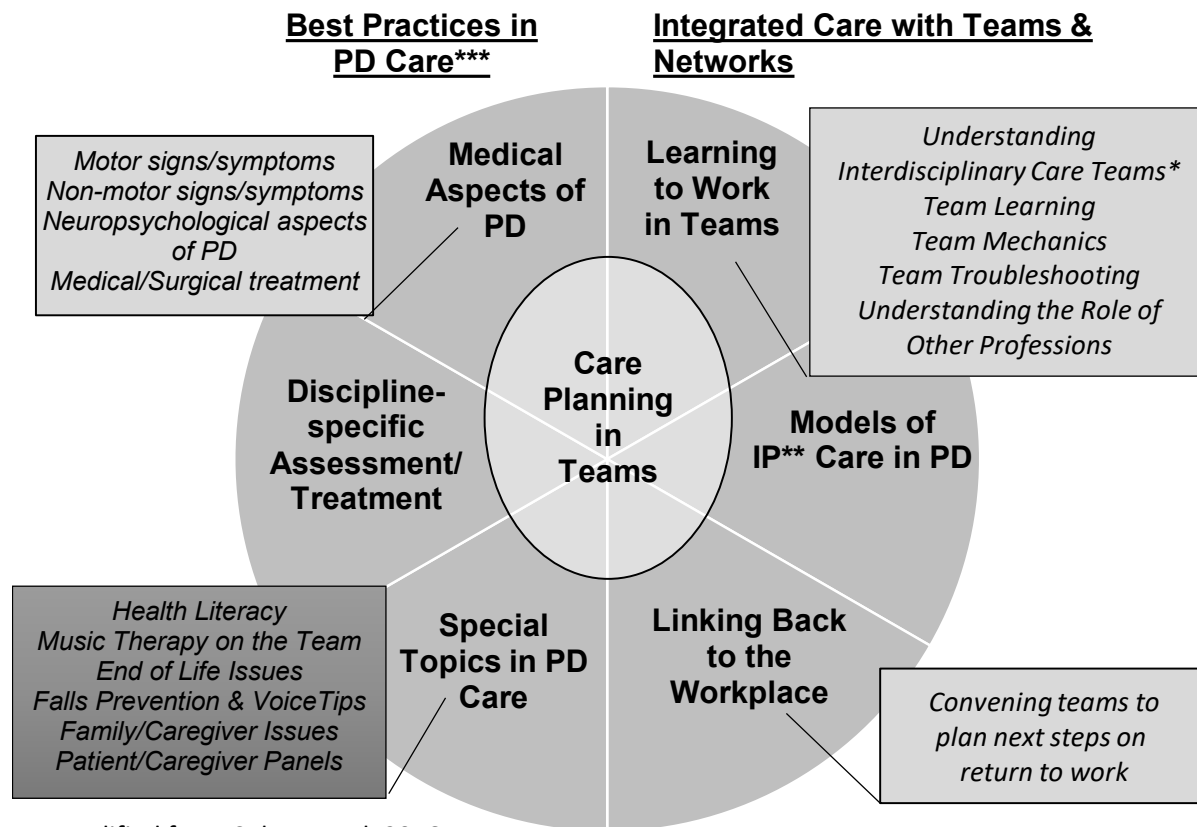 Best Practices in
PD Care***
Integrated Care with Teams &
Networks
Motor signs/symptoms
Non-motor signs/symptoms
Neuropsychological aspects
of PD
Medical/Surgical treatment
Medical
Aspects of
PD
Learning
to Work
in Teams
Understanding
Interdisciplinary Care Teams*
Team Learning
Team Mechanics
Team Troubleshooting
Understanding the Role of
Other Professions
Discipline-
specific
Assessment/
Treatment
Care
Planning
in
Teams
Models of
IP** Care in PD
Health Literacy
Music Therapy on the Team
End of Life Issues
Falls Prevention & VoiceTips
Family/Caregiver Issues
Patient/Caregiver Panels
Special
Topics in PD
Care
Linking Back
to the
Workplace
Convening teams to
plan next steps on
return to work